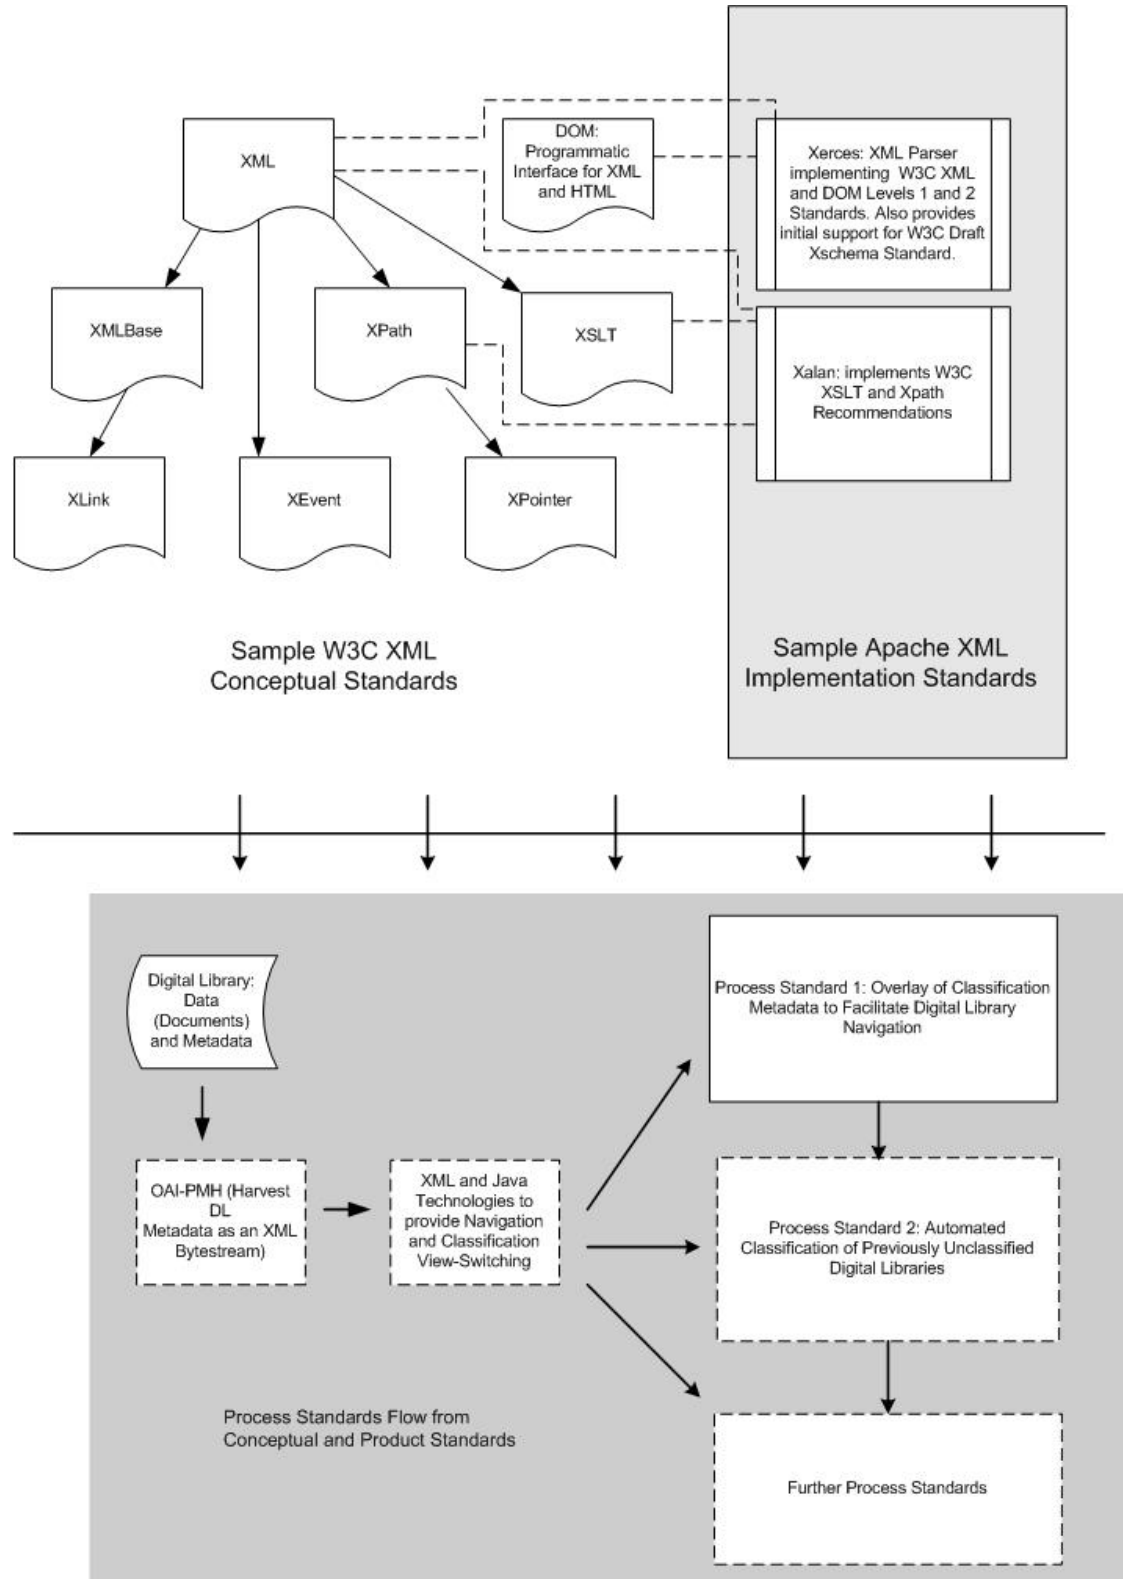 XML
DOM:
Programmatic
Interface for XML
and HTML
Xerces: XML Parser
implementing W3C XML
and DOM Levels 1 and 2
Standards. Also provides
initial support for W3C Draft
Xschema Standard.
XMLBase
XPath
XSLT
Xalan: implements W3C
XSLT and Xpath
Recommendations
XLink
XEvent
XPointer
Sample W3C XML
Conceptual Standards
Sample Apache XML
Implementation Standards
Digital Library:
Data
(Documents)
and Metadata
Process Standard 1: Overlay of Classification
Metadata to Facilitate Digital Library
Navigation
OAI-PMH (Harvest
DL
Metadata as an XML
Bytestream)
XML and Java
Technologies to
provide Navigation
and Classification
View-Switching
Process Standard 2: Automated
Classification of Previously Unclassified
Digital Libraries
Process Standards Flow from
Conceptual and Product Standards
Further Process Standards